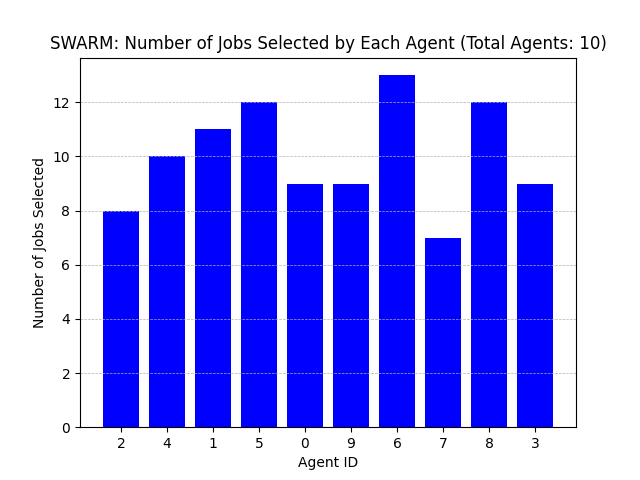 SWARM: Number of Jobs Selected by Each Agent (Total Agents: 10)
Number of Jobs Selected
12
10
8
6
4
2
0
2 4 1 5 0 9 6 7 8 3
Agent ID